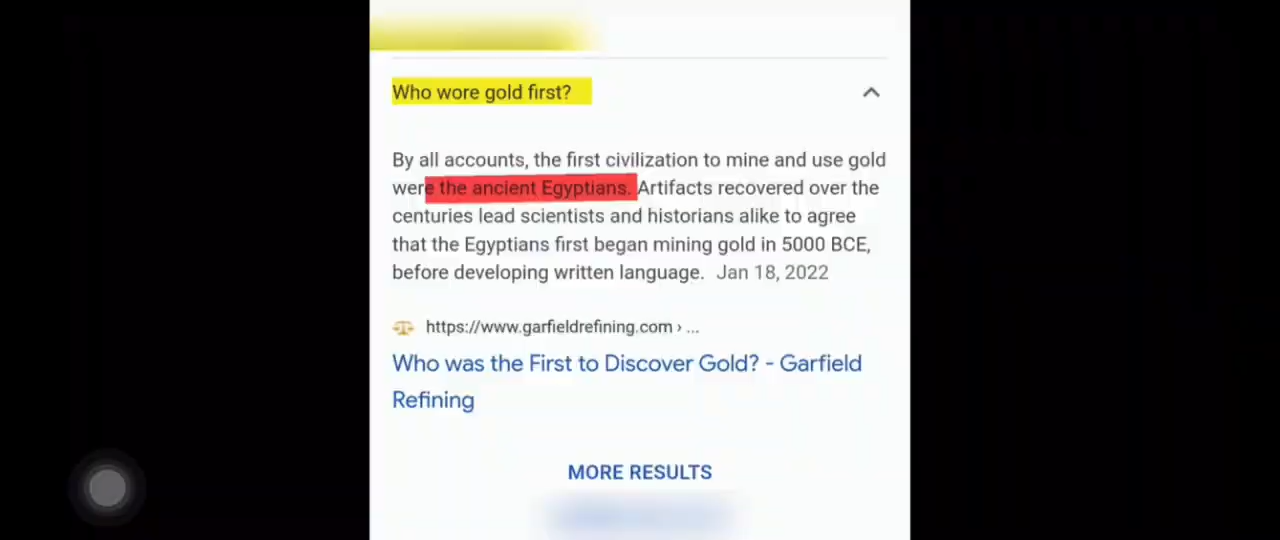 Who wore gold first?
By all accounts, the first civilization to mine and use gold
were the ancient Egyptians. Artifacts recovered over the
centuries lead scientists and historians alike to agree
that the Egyptians first began mining gold in 5000 BCE,
before developing written language. Jan 18, 2022
https://www.garfieldrefining.com › ...
Who was the First to Discover Gold? - Garfield
Refining
MORE RESULTS